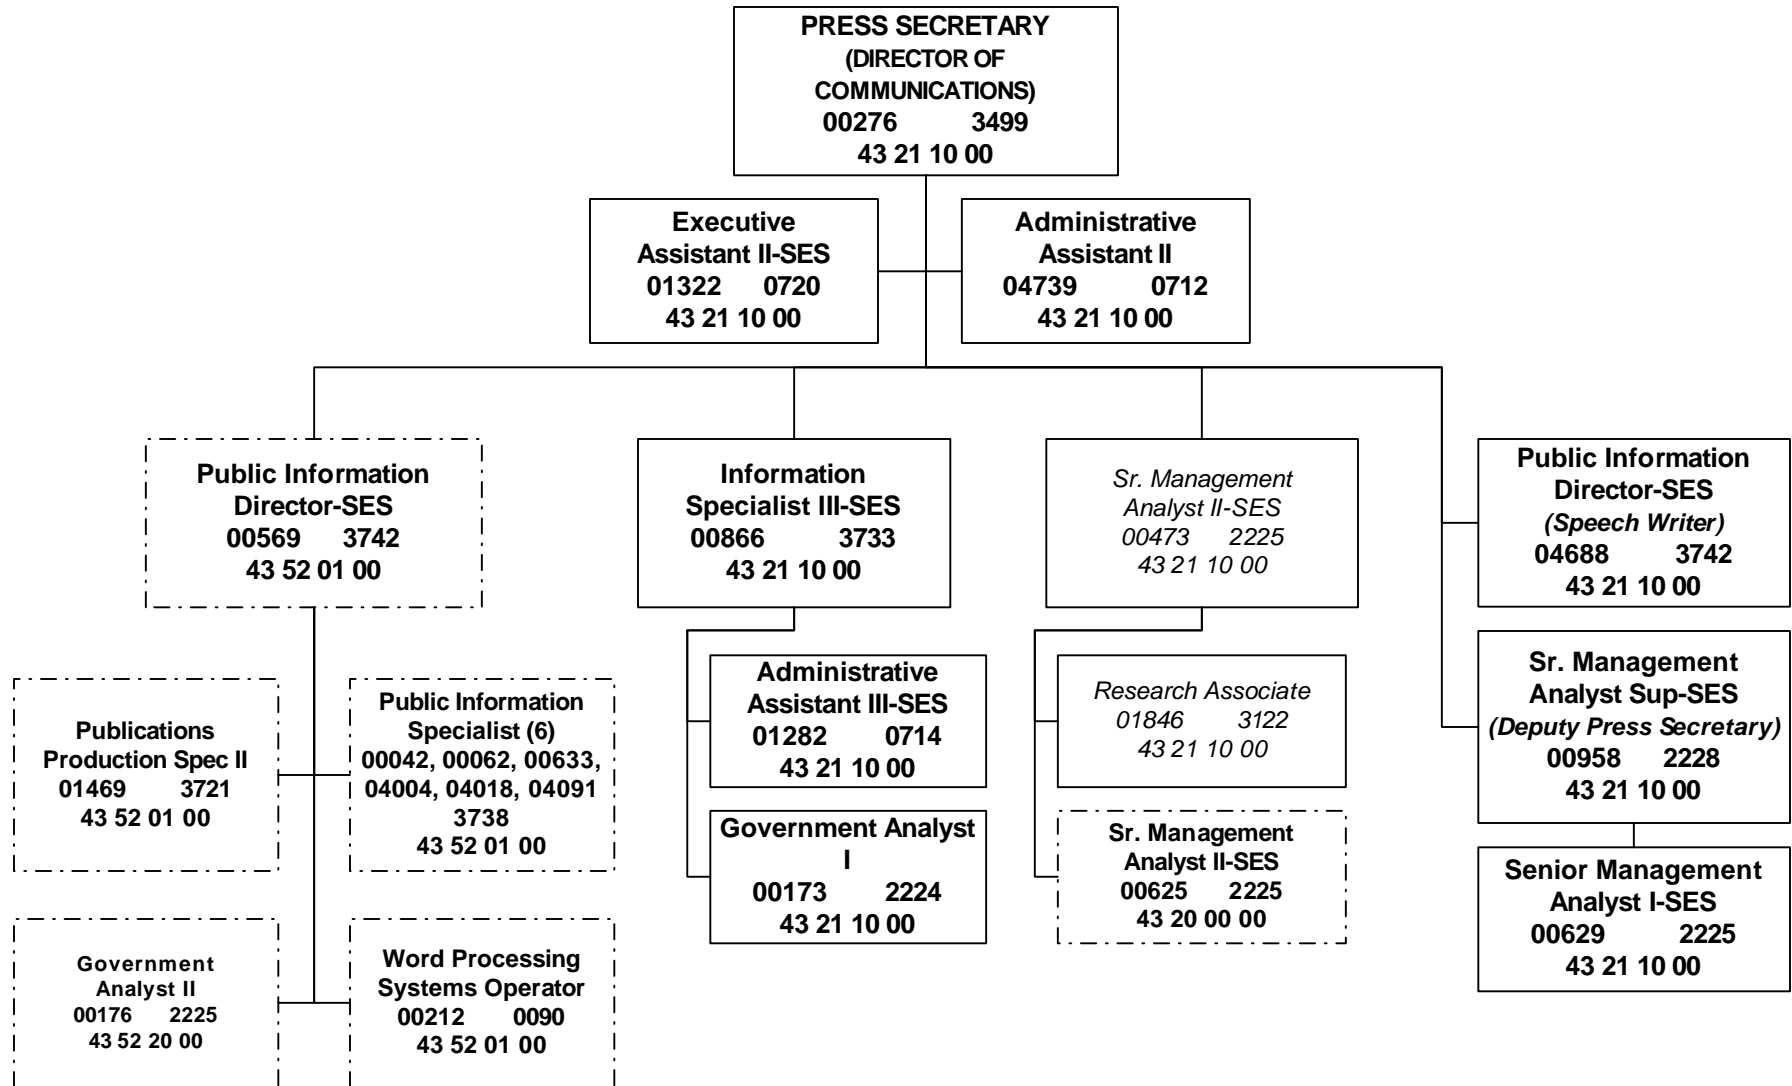 PRESS SECRETARY
(DIRECTOR OF
COMMUNICATIONS)
00276 3499
43 21 10 00
Executive
Assistant II-SES
01322 0720
43 21 10 00
Administrative
Assistant II
04739 0712
43 21 10 00
Public Information
Director-SES
00569 3742
43 52 01 00
Information
Specialist III-SES
00866 3733
43 21 10 00
Sr. Management
Analyst II-SES
00473 2225
43 21 10 00
Public Information
Director-SES
(Speech Writer)
04688 3742
43 21 10 00
Publications
Production Spec II
01469 3721
43 52 01 00
Public Information
Specialist (6)
00042, 00062, 00633,
04004, 04018, 04091
3738
43 52 01 00
Administrative
Assistant III-SES
01282 0714
43 21 10 00
Research Associate
01846 3122
43 21 10 00
Sr. Management
Analyst Sup-SES
(Deputy Press Secretary)
00958 2228
43 21 10 00
Government Analyst
I
00173 2224
43 21 10 00
Sr. Management
Analyst II-SES
00625 2225
43 20 00 00
Senior Management
Analyst I-SES
00629 2225
43 21 10 00
Government
Analyst II
00176 2225
43 52 20 00
Word Processing
Systems Operator
00212 0090
43 52 01 00